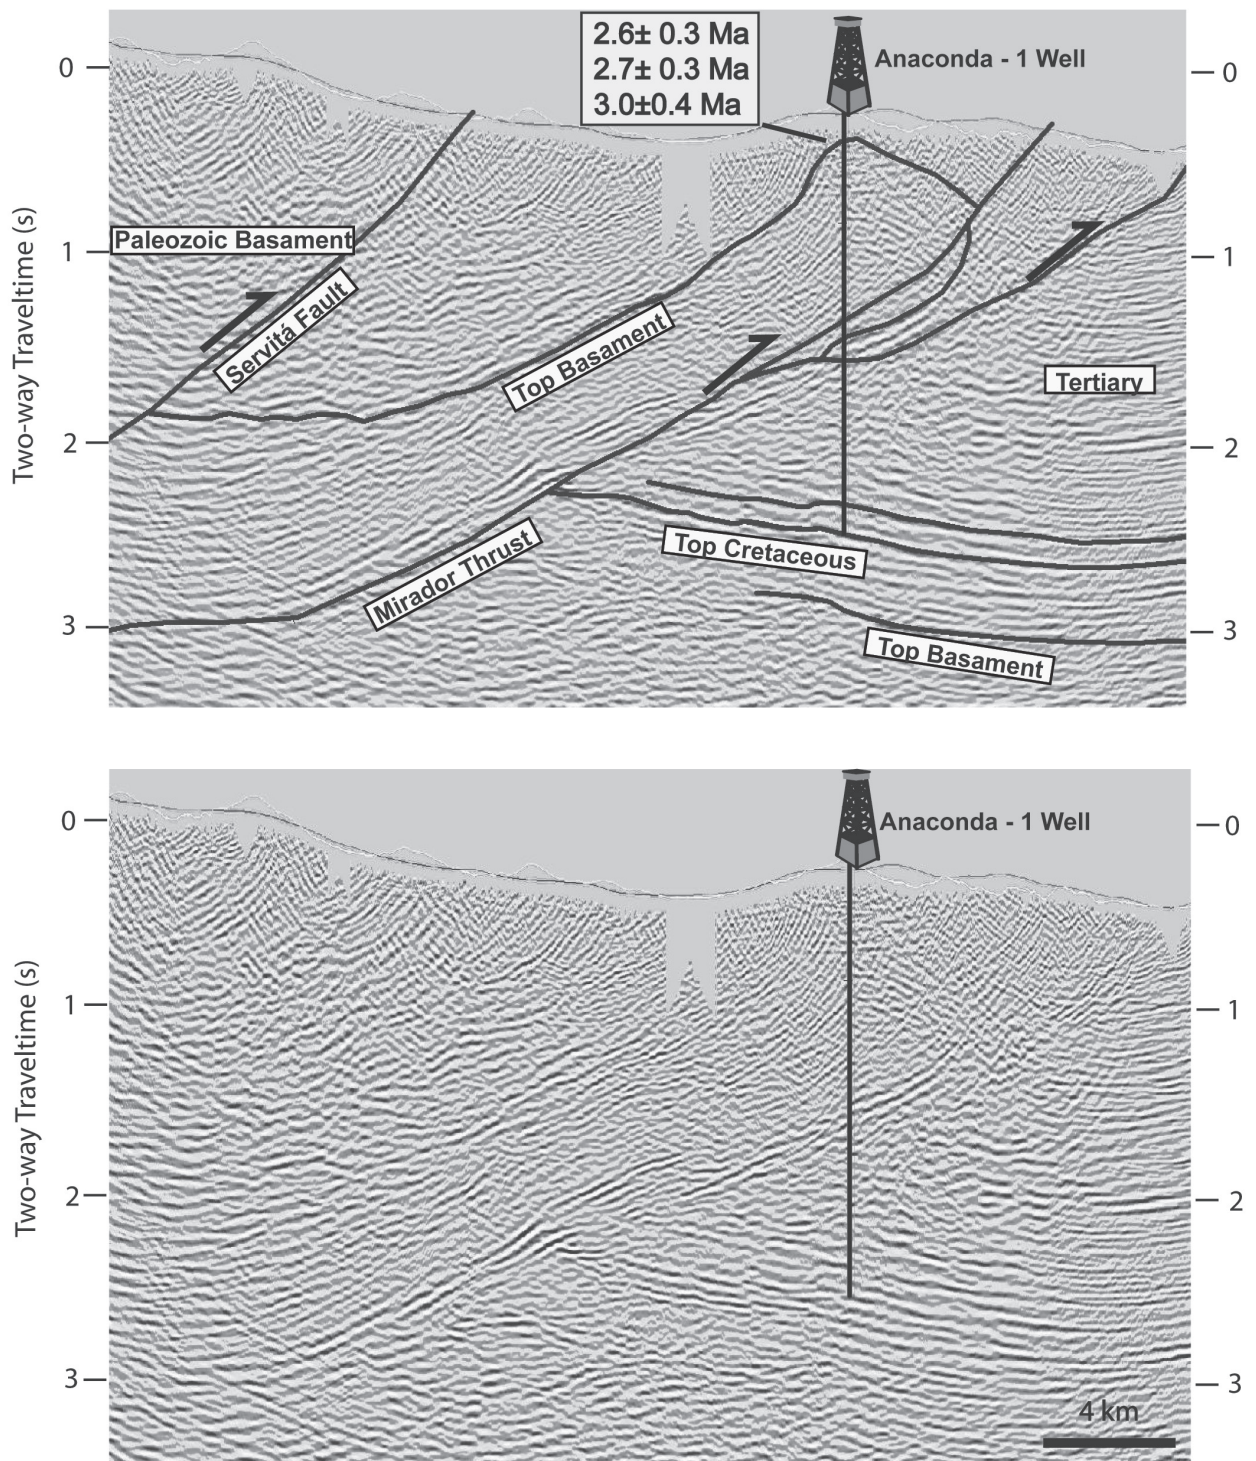 2.6± 0.3 Ma
2.7± 0.3 Ma
3.0±0.4 Ma
Anaconda - 1 Well
0
0
Paleozoic Basament
1
1
Servitá Fault
Top Basament
Tertiary
Two-way Traveltime (s)
2
2
Top Cretaceous
Mirador Thrust
3
3
Top Basament
Anaconda - 1 Well
0
0
1
1
Two-way Traveltime (s)
2
2
3
3
4 km